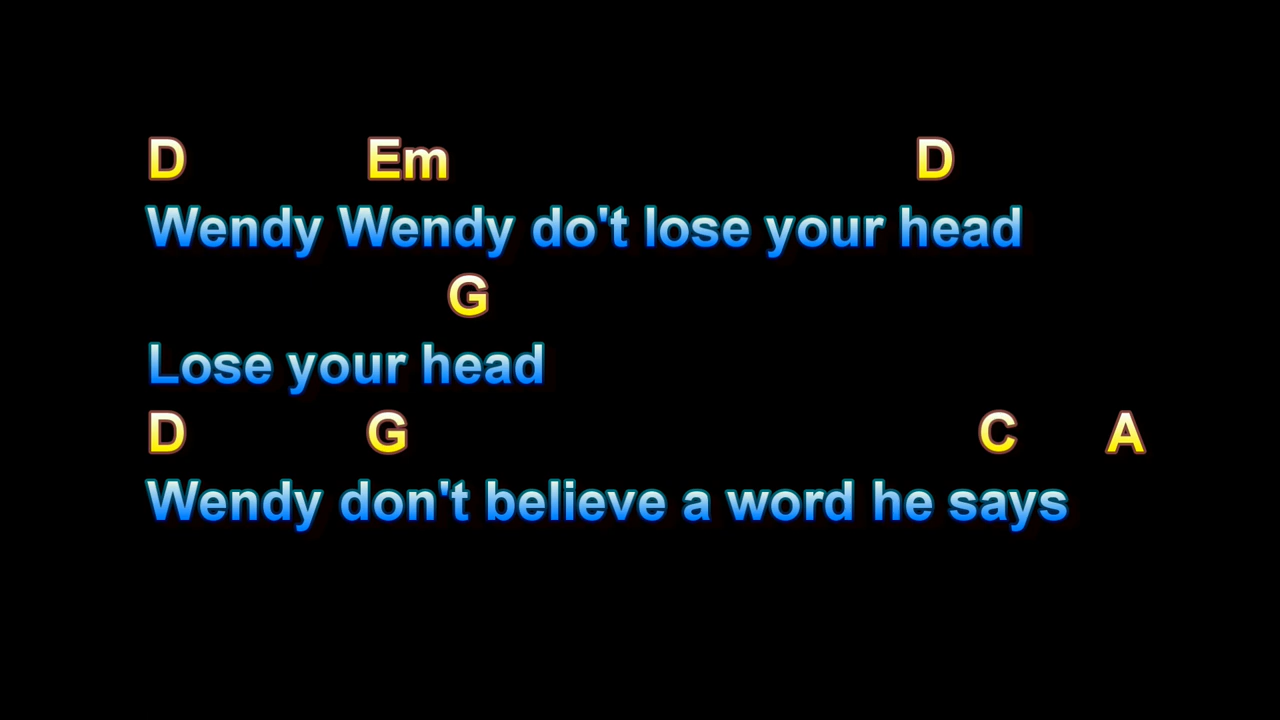 D Em D
Wendy Wendy do't lose your head
G
Lose your head
D G C A
Wendy don't believe a word he says